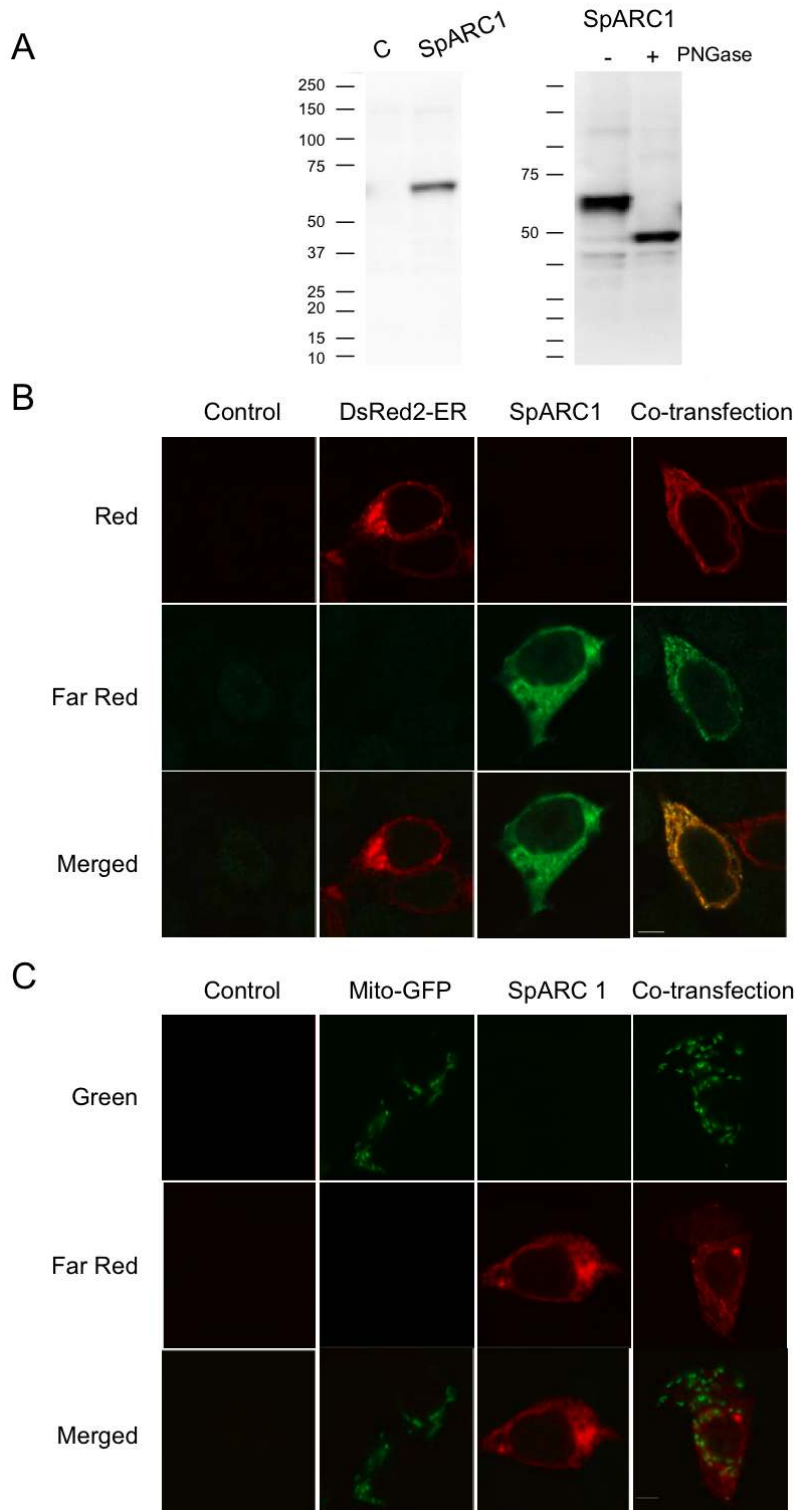 A
C SpARC1
250
150
100
75
50
37
25
20
15
10
SpARC1
- + PNGase
75
50
B
Control DsRed2-ER SpARC1 Co-transfection
Red
Far Red
Merged
C
Control Mito-GFP SpARC 1 Co-transfection
Green
Far Red
Merged